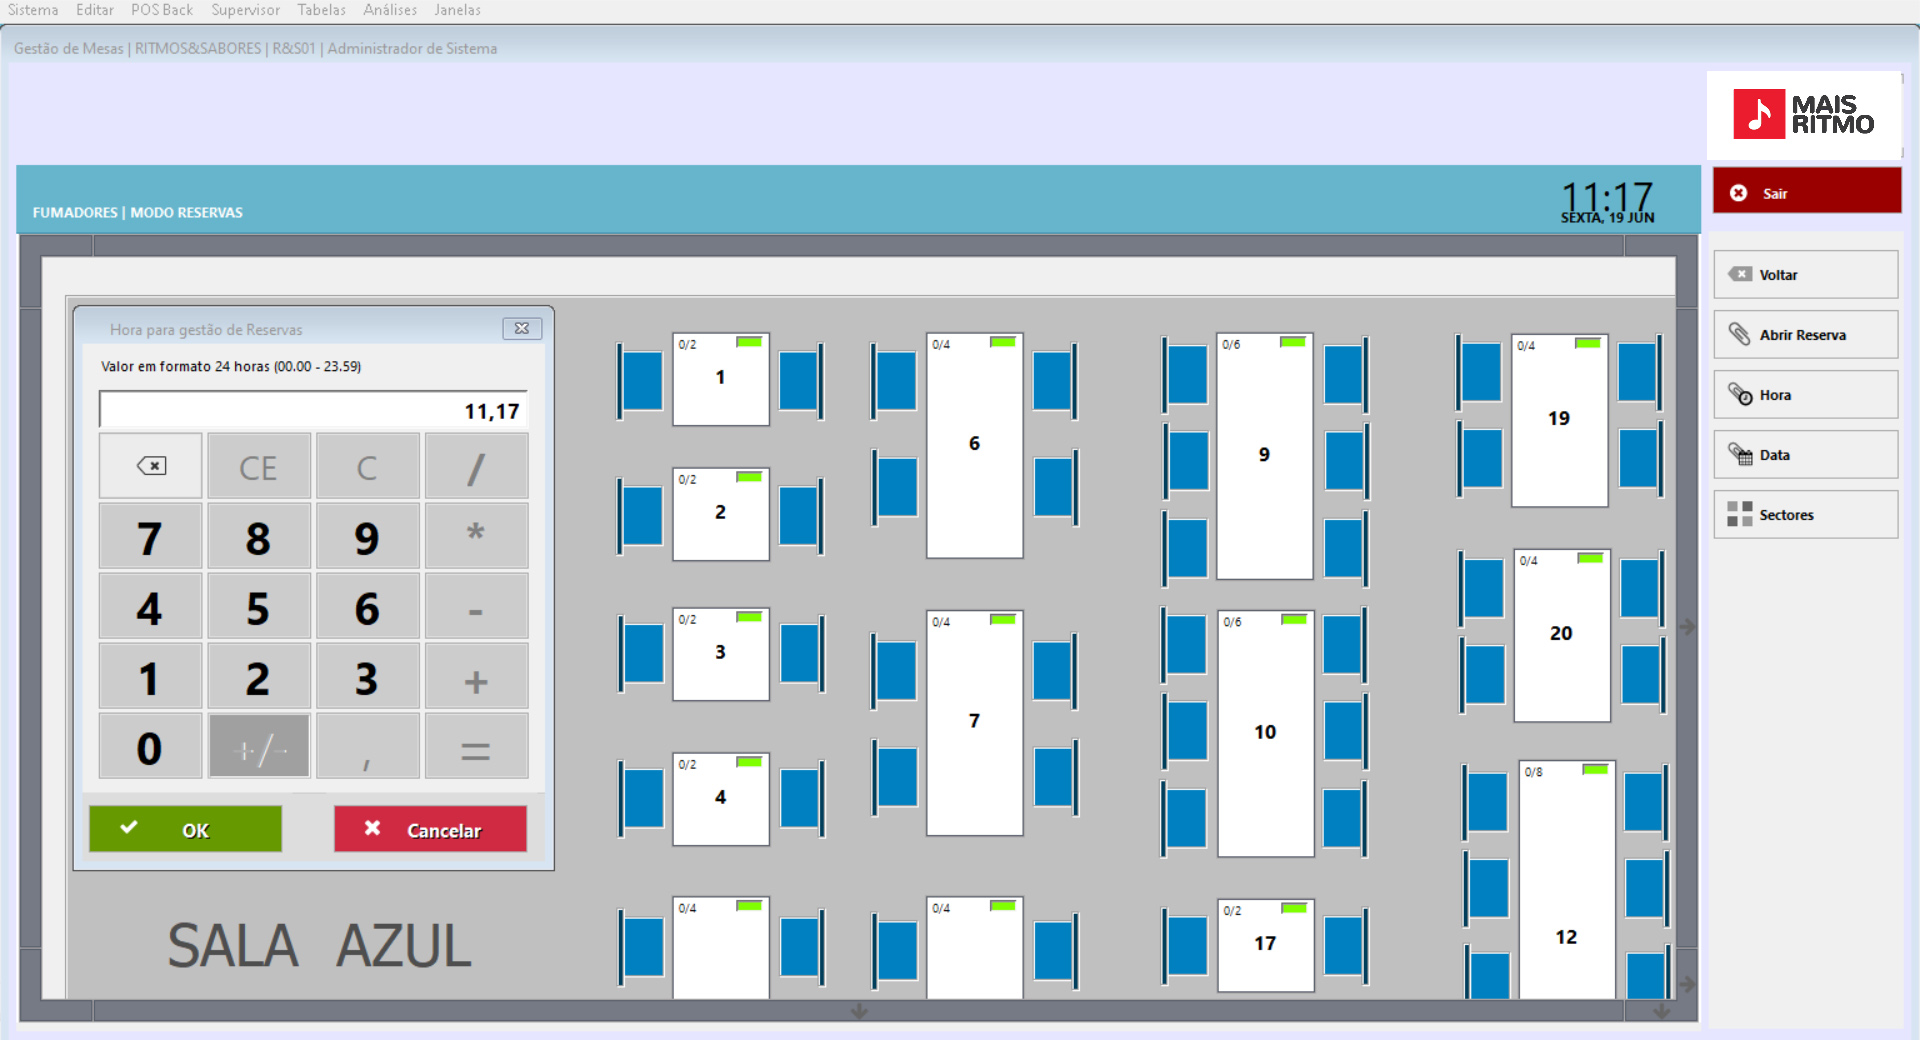 Sistema Editar POS Back Supervisor Tabelas Análises Janelas
Gestão de Mesas | RITMOS&SABORES | R&S01 | Administrador de Sistema
MAIS
RITMO
FUMADORES | MODO RESERVAS
11:17
SEXTA, 19 JUN
Sair
Voltar
Abrir Reserva
Hora
Data
Sectores
Hora para gestão de Reservas
Valor em formato 24 horas (00.00 - 23.59)
11,17
CE C /
7 8 9 *
4 5 6 -
1 2 3 +
0 +/- , =
OK Cancelar
SALA AZUL
0/2
1
0/2
2
0/2
3
0/2
4
0/4
0/4
6
0/4
7
0/4
0/6
9
0/6
10
0/2
17
0/4
19
0/4
20
0/8
12